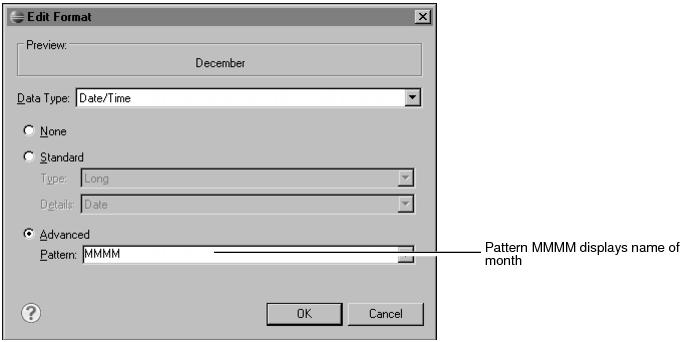 Edit Format
Preview:
December
Data Type: Date/Time
None
Standard
Type: Long
Details: Date
Advanced
Pattern: MMMM
Pattern MMMM displays name of
month
?
OK Cancel